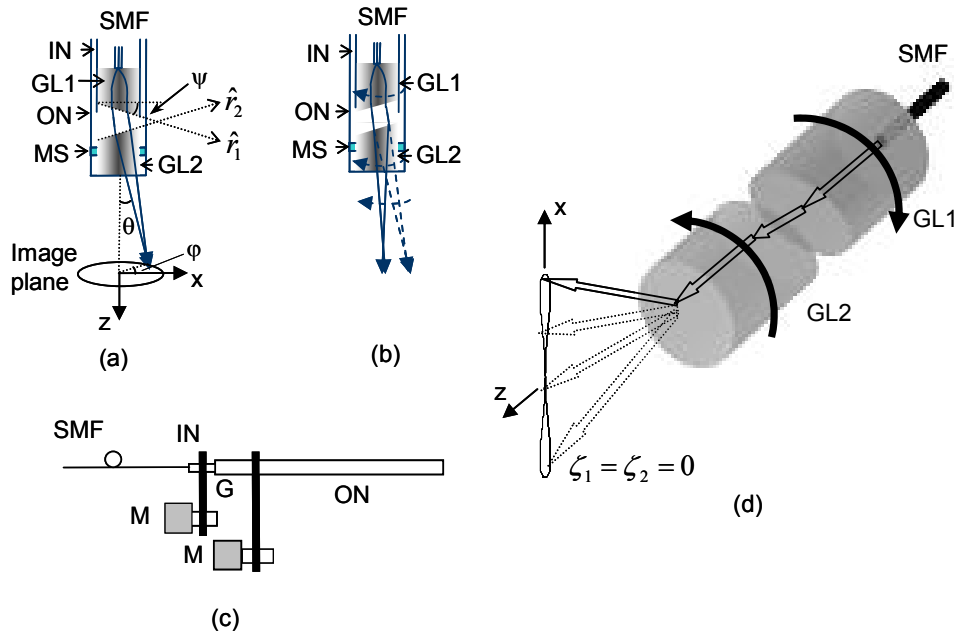 SMF
IN
GL1
ψ
r̂₂
ON
r̂₁
MS
GL2
θ
Image
plane
φ
x
z
(a)
SMF
GL1
ON
MS
GL2
(b)
SMF
IN
G
ON
M
M
(c)
SMF
GL1
GL2
x
z
ζ₁ = ζ₂ = 0
(d)